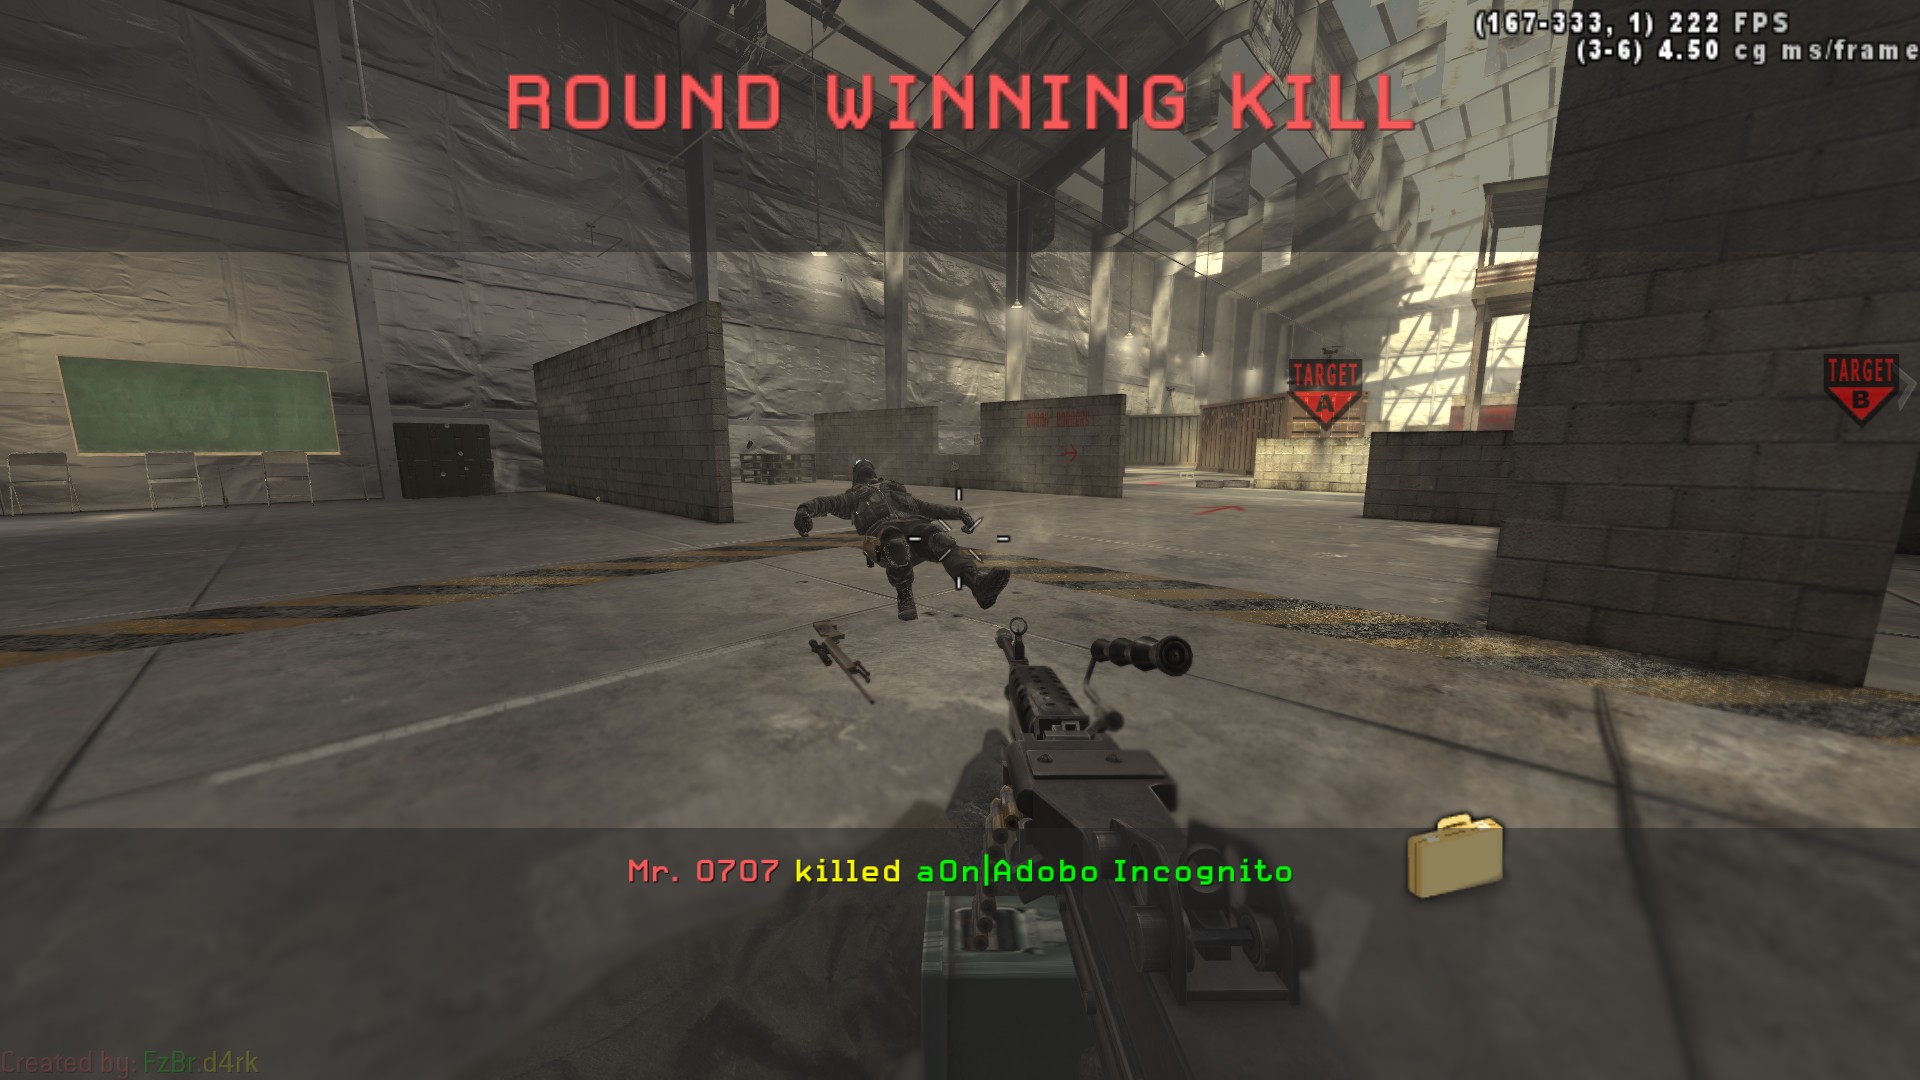 (167-333, 1) 222 FPS
(3-6) 4.50 cg ms/frame
ROUND WINNING KILL
TARGET
A
TARGET
B
Mr. 0707 killed aOn|Adobo Incognito
Created by: FzBr.d4rk